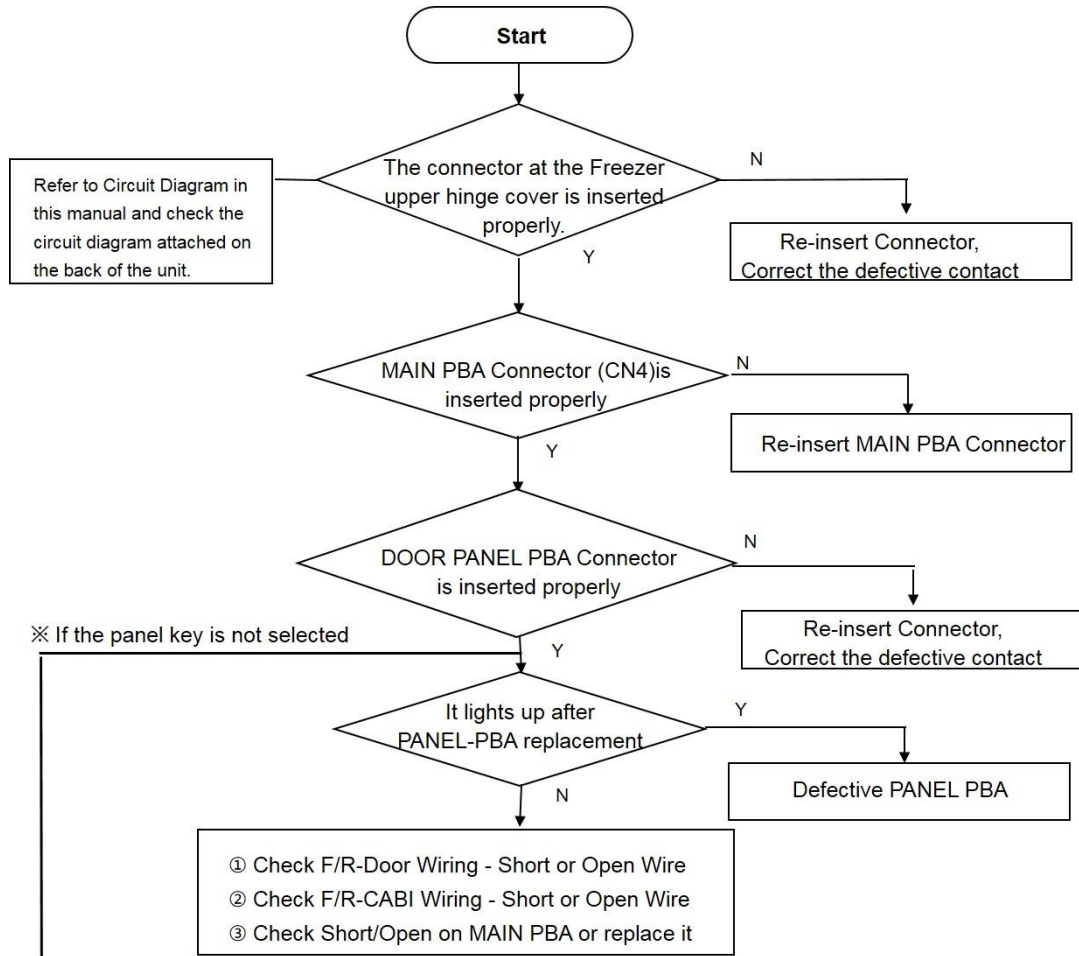 Start
Refer to Circuit Diagram in
this manual and check the
circuit diagram attached on
the back of the unit.
The connector at the Freezer
upper hinge cover is inserted
properly.
N
Y
Re-insert Connector,
Correct the defective contact
MAIN PBA Connector (CN4)is
inserted properly
N
Y
Re-insert MAIN PBA Connector
DOOR PANEL PBA Connector
is inserted properly
N
Y
Re-insert Connector,
Correct the defective contact
※ If the panel key is not selected
It lights up after
PANEL-PBA replacement
Y
N
Defective PANEL PBA
① Check F/R-Door Wiring - Short or Open Wire
② Check F/R-CABI Wiring - Short or Open Wire
③ Check Short/Open on MAIN PBA or replace it